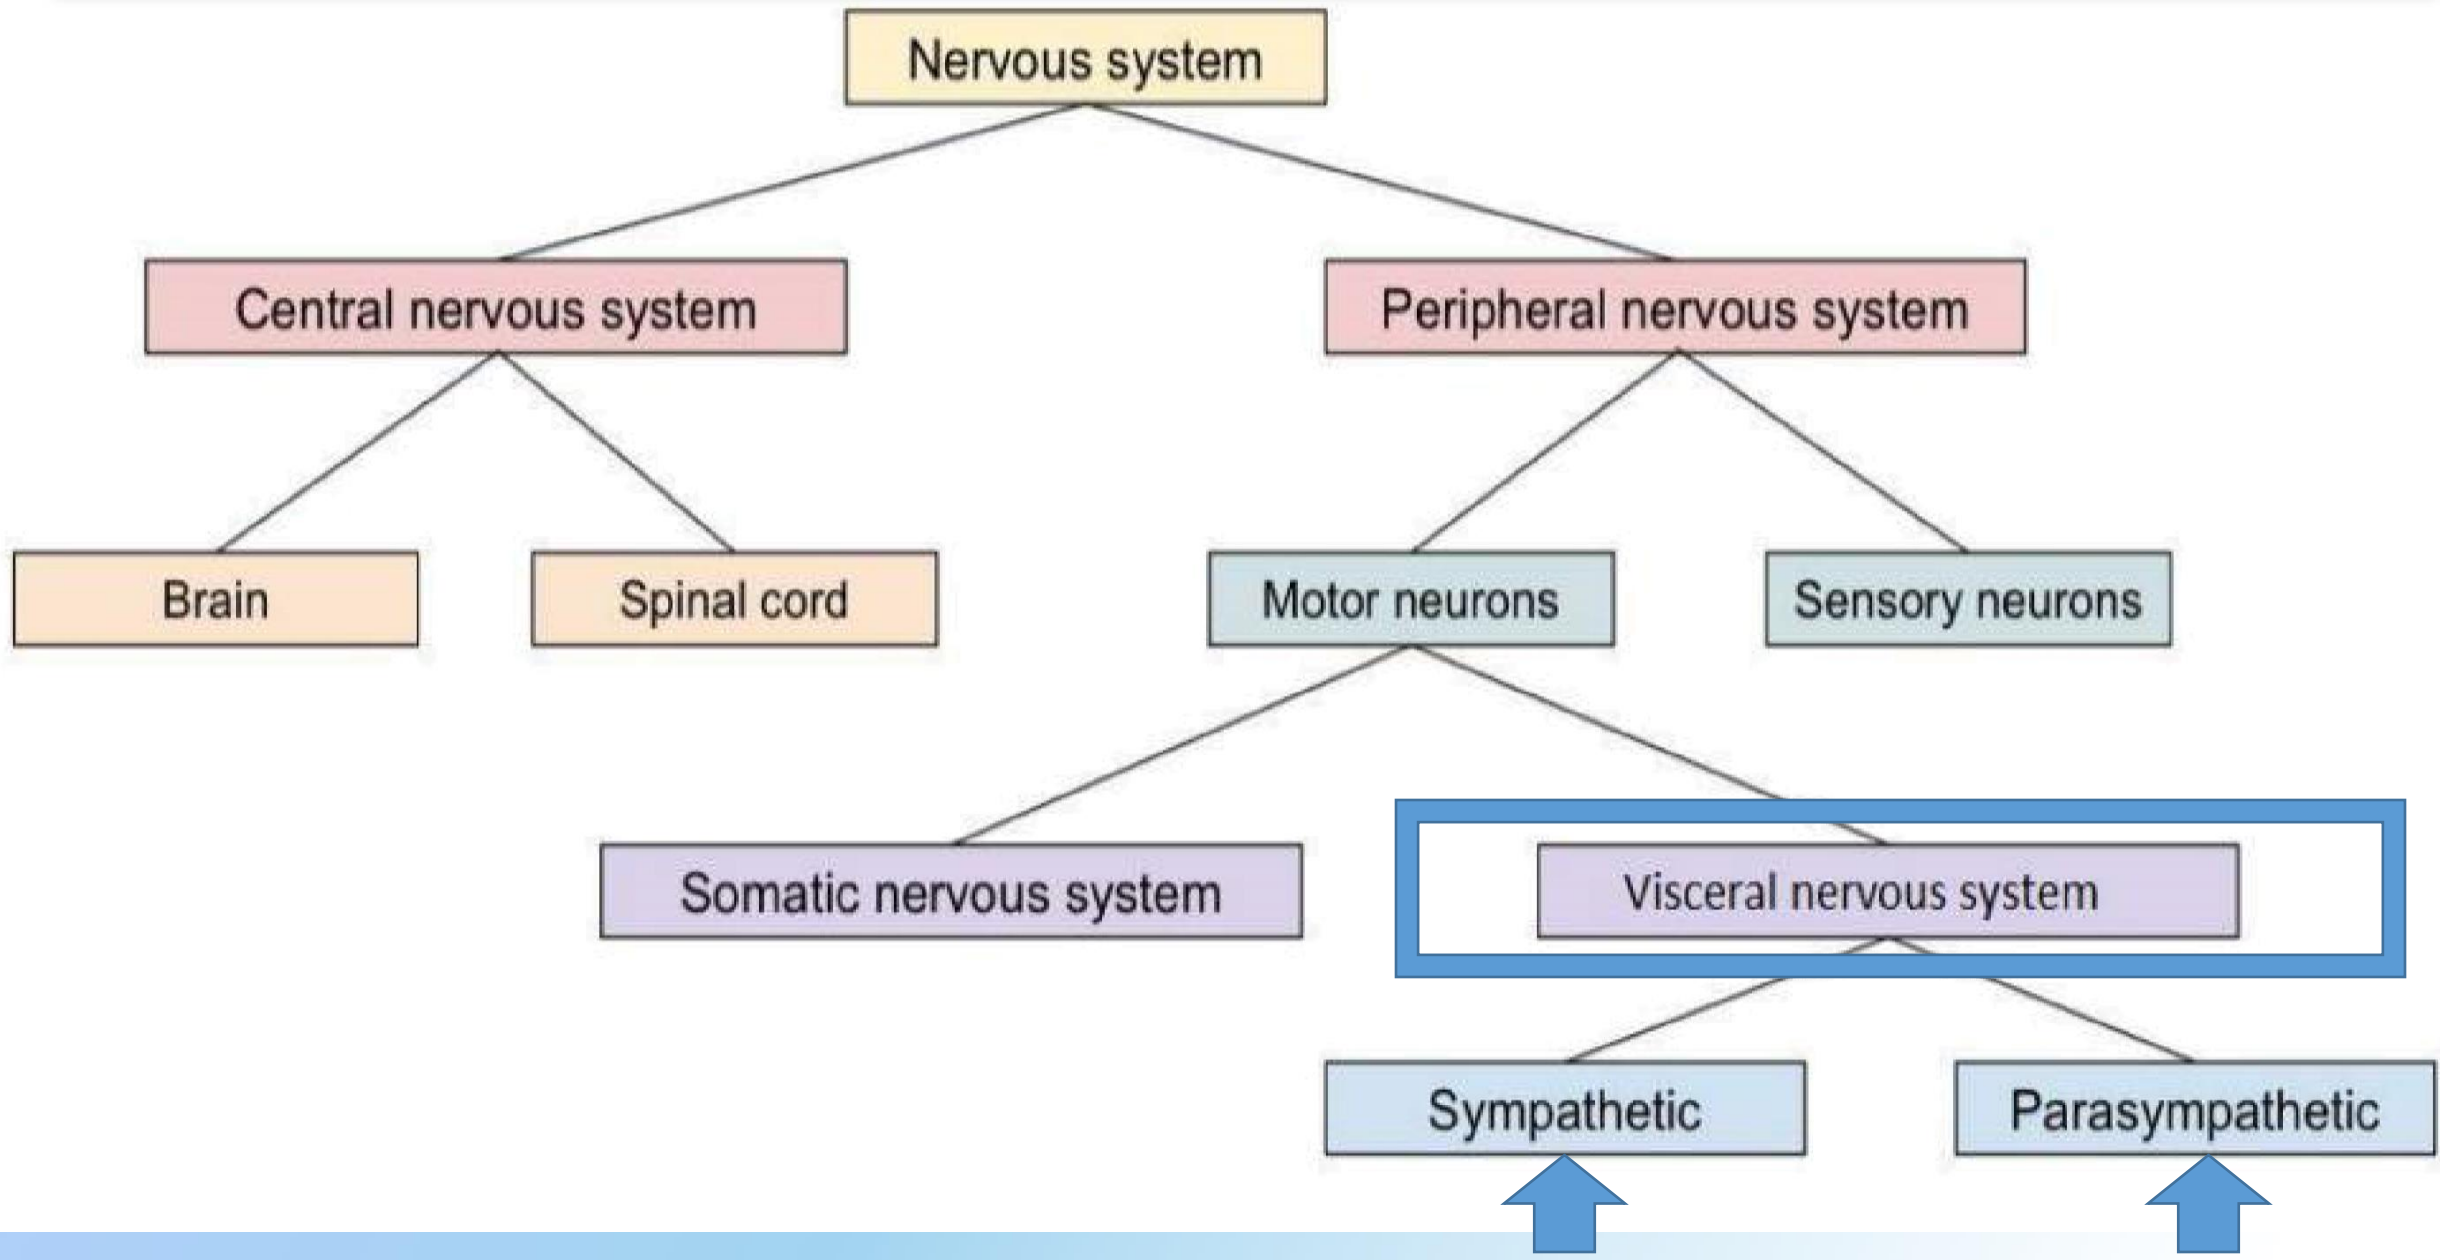 Nervous system
Central nervous system
Peripheral nervous system
Brain
Spinal cord
Motor neurons
Sensory neurons
Somatic nervous system
Visceral nervous system
Sympathetic
Parasympathetic